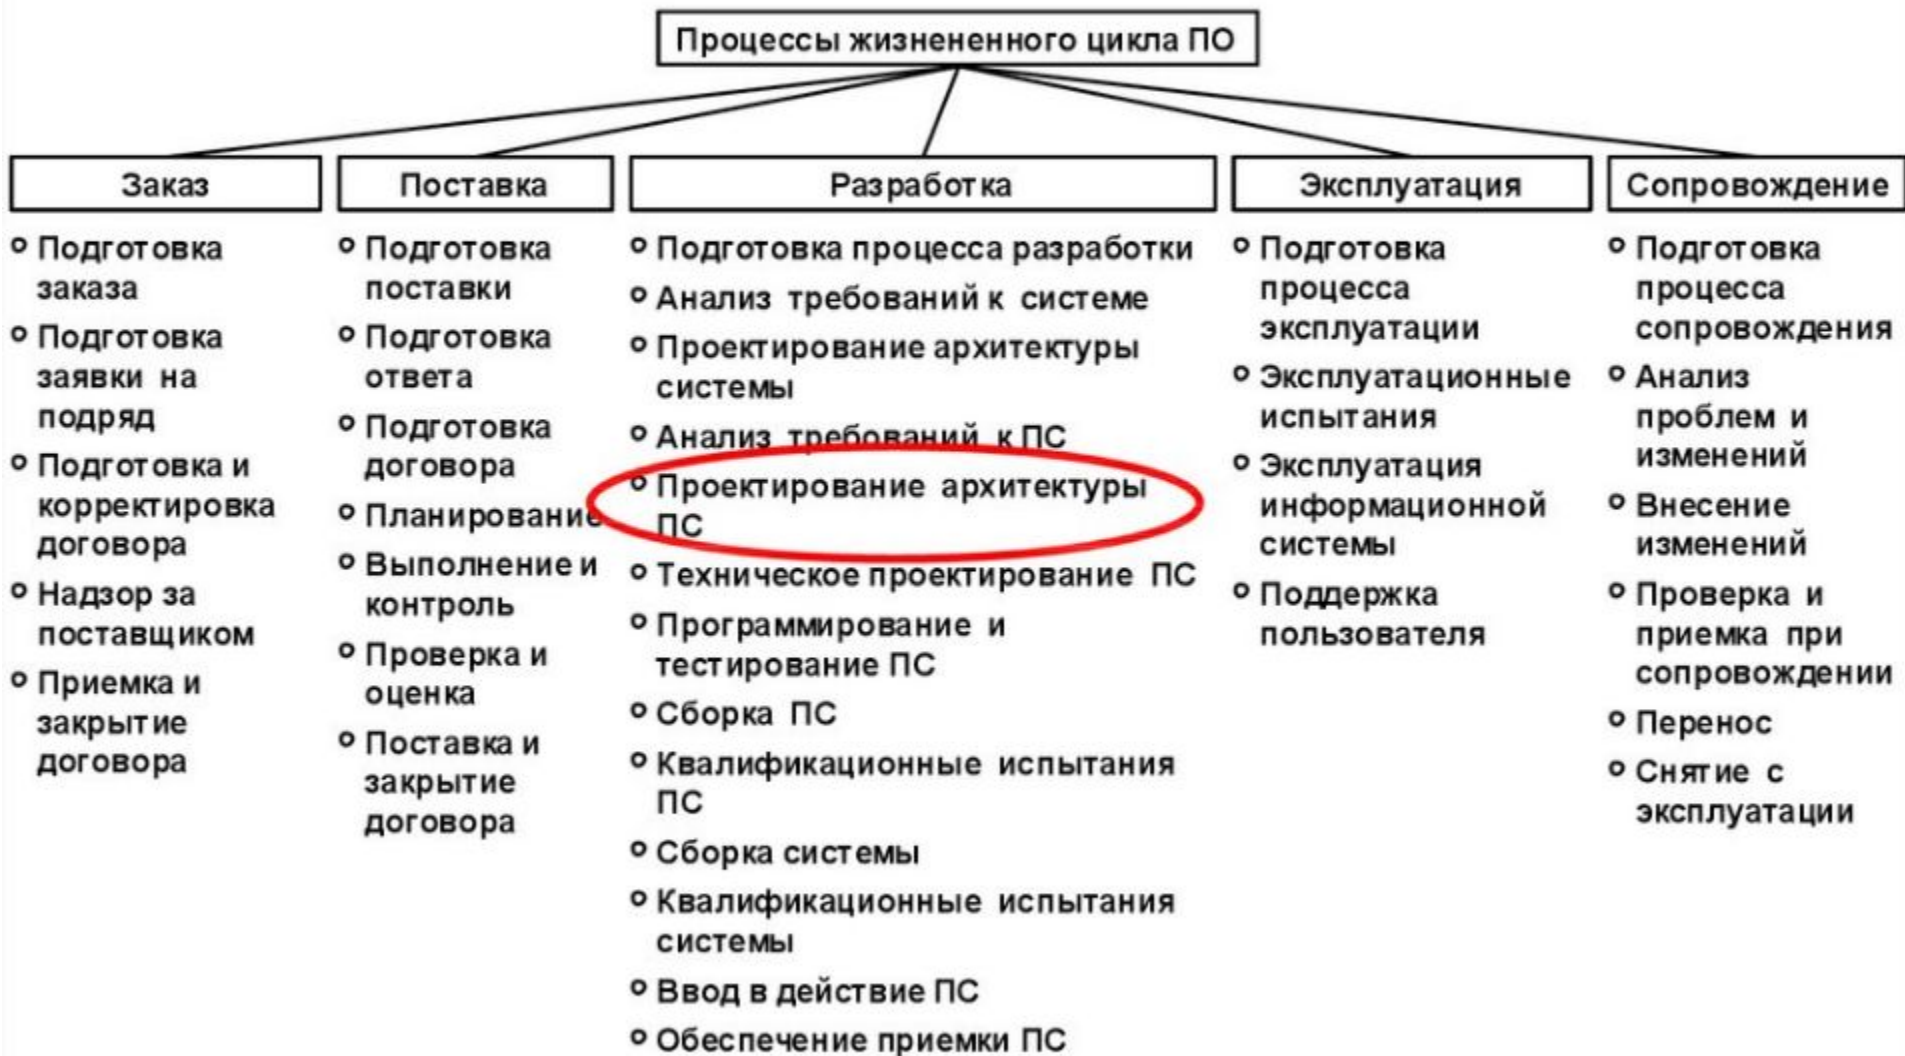 Процессы жизнененного цикла ПО
Заказ
Подготовка
заказа
Подготовка
заявки на
подряд
Подготовка и
корректировка
договора
Надзор за
поставщиком
Приемка и
закрытие
договора
Поставка
Подготовка
поставки
Подготовка
ответа
Подготовка
договора
Планирование
Выполнение и
контроль
Проверка и
оценка
Поставка и
закрытие
договора
Разработка
Подготовка процесса разработки
Анализ требований к системе
Проектирование архитектуры
системы
Анализ требований к ПС
Проектирование архитектуры
ПС
Техническое проектирование ПС
Программирование и
тестирование ПС
Сборка ПС
Квалификационные испытания
ПС
Сборка системы
Квалификационные испытания
системы
Ввод в действие ПС
Обеспечение приемки ПС
Эксплуатация
Подготовка
процесса
эксплуатации
Эксплуатационные
испытания
Эксплуатация
информационной
системы
Поддержка
пользователя
Сопровождение
Подготовка
процесса
сопровождения
Анализ
проблем и
изменений
Внесение
изменений
Проверка и
приемка при
сопровождении
Перенос
Снятие с
эксплуатации